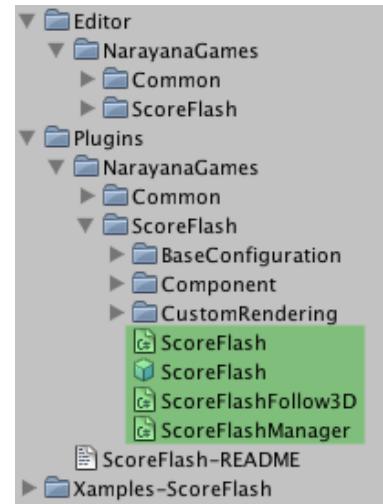 Editor
NarayanaGames
Common
ScoreFlash
Plugins
NarayanaGames
Common
ScoreFlash
BaseConfiguration
Component
CustomRendering
C# ScoreFlash
ScoreFlash
C# ScoreFlashFollow3D
C# ScoreFlashManager
ScoreFlash-README
Xamples-ScoreFlash